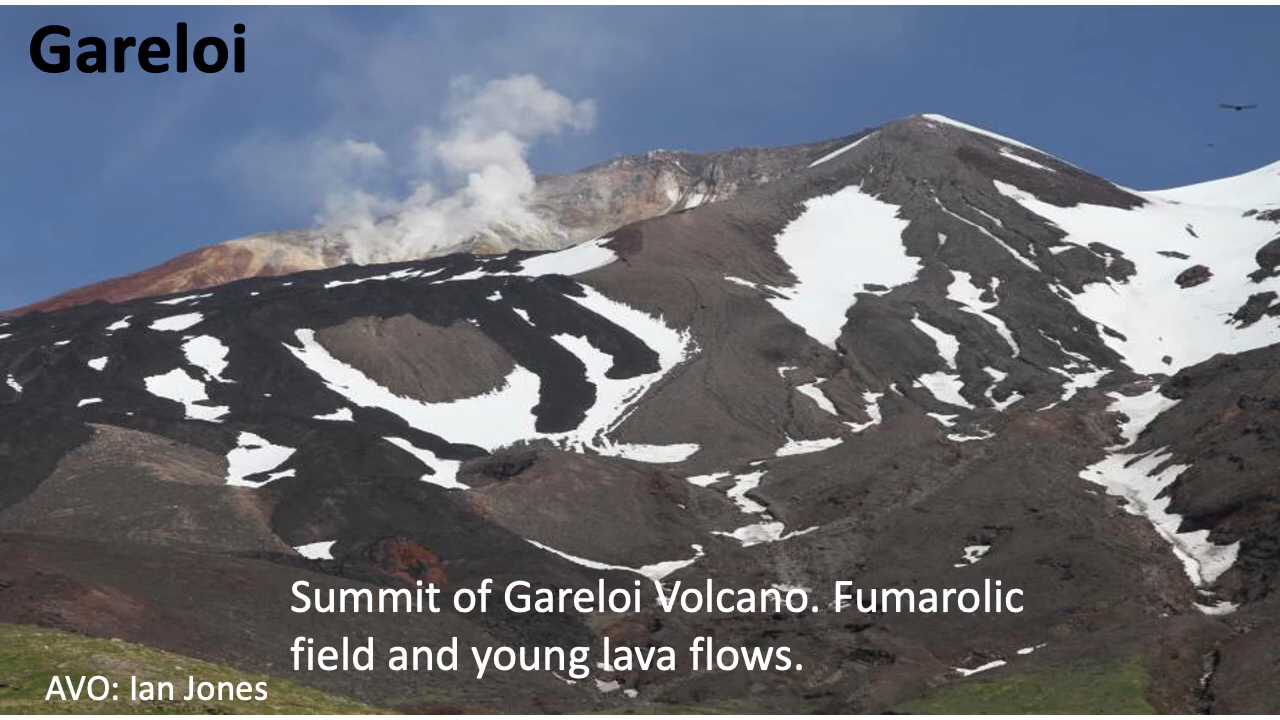 Gareloi
Summit of Gareloi Volcano. Fumarolic
field and young lava flows.
AVO: Ian Jones